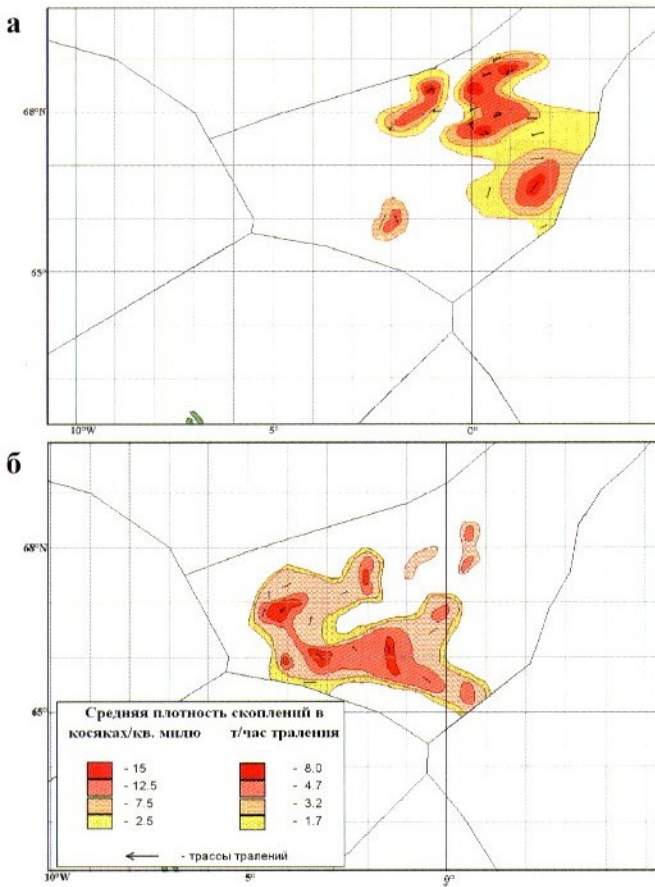 а
68°N
65°
10°W
5°
0°
б
68°N
65°
Средняя плотность скоплений в
косяках/кв. милю т/час траления
- 15 - 8.0
- 12.5 - 4.7
- 7.5 - 3.2
- 2.5 - 1.7
- трассы тралений
10°W
5°
0°